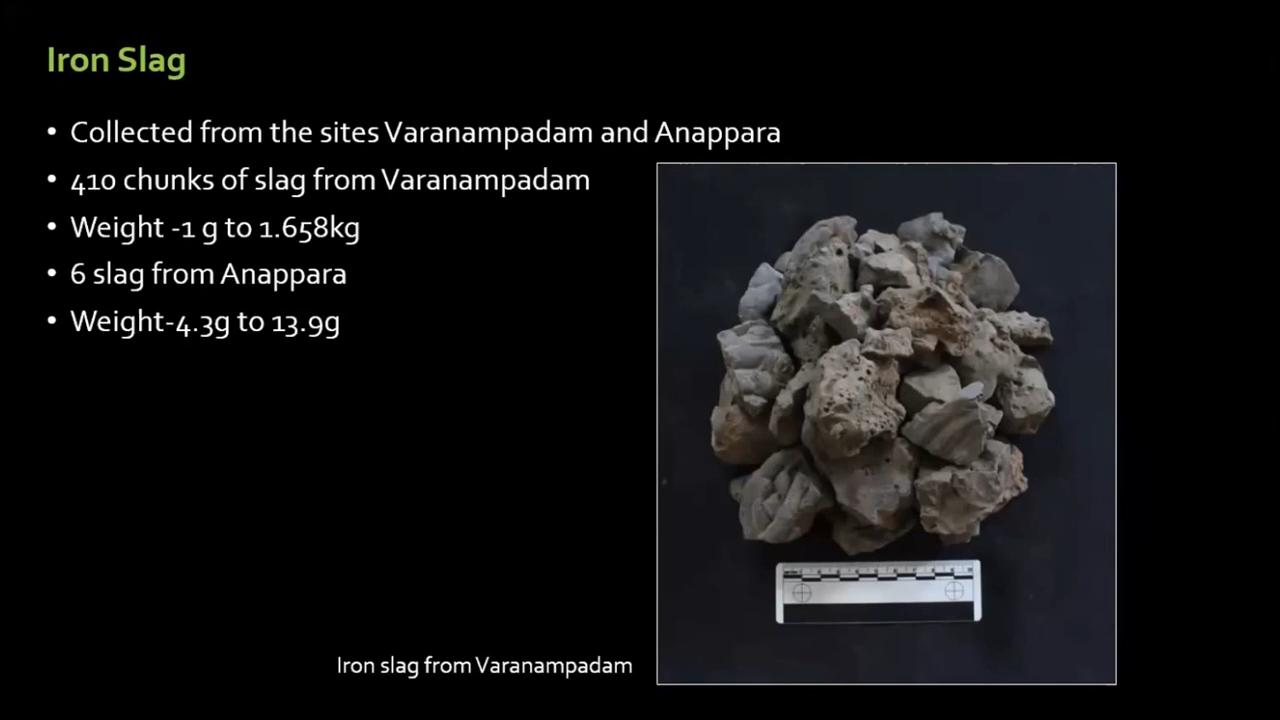 Iron Slag
• Collected from the sites Varanampadam and Anappara
• 410 chunks of slag from Varanampadam
• Weight -1 g to 1.658kg
• 6 slag from Anappara
• Weight-4.3g to 13.9g
Iron slag from Varanampadam